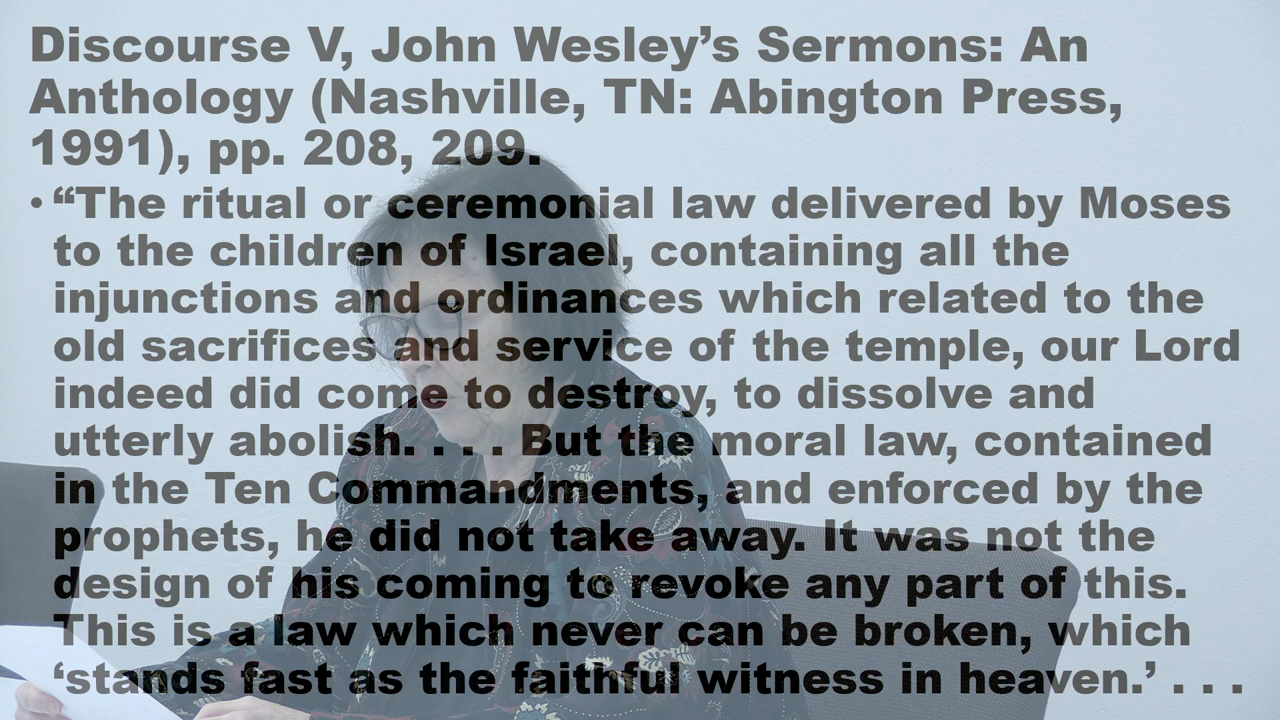 Discourse V, John Wesley’s Sermons: An
Anthology (Nashville, TN: Abington Press,
1991), pp. 208, 209.
• “The ritual or ceremonial law delivered by Moses
to the children of Israel, containing all the
injunctions and ordinances which related to the
old sacrifices and service of the temple, our Lord
indeed did come to destroy, to dissolve and
utterly abolish. . . . But the moral law, contained
in the Ten Commandments, and enforced by the
prophets, he did not take away. It was not the
design of his coming to revoke any part of this.
This is a law which never can be broken, which
‘stands fast as the faithful witness in heaven.’ . . .